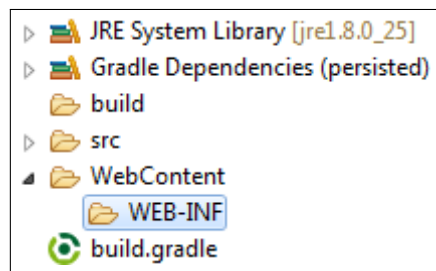 JRE System Library [jre1.8.0_25]
Gradle Dependencies (persisted)
build
src
WebContent
WEB-INF
build.gradle